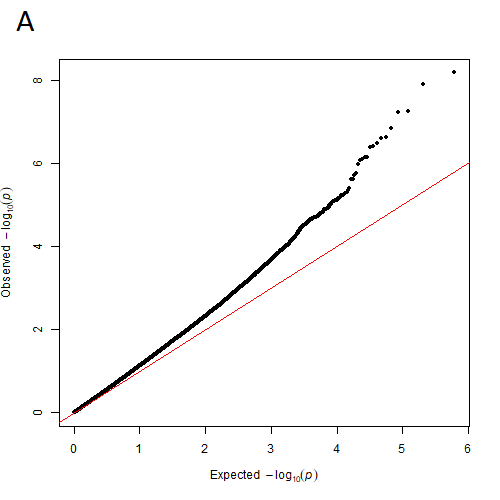 A
8
6
4
2
0
Observed −log10(p)
0 1 2 3 4 5 6
Expected −log10(p)